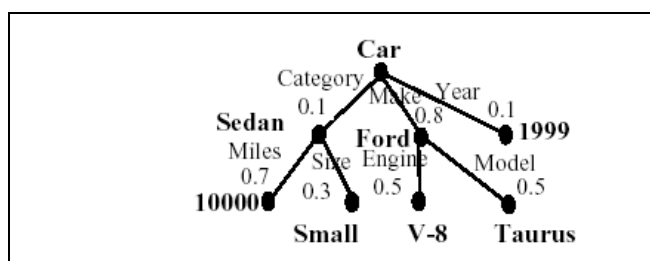 Car
Category Make Year
0.1 0.8 0.1
Sedan Ford 1999
Miles Size Engine Model
0.7 0.3 0.5 0.5
10000
Small V-8 Taurus